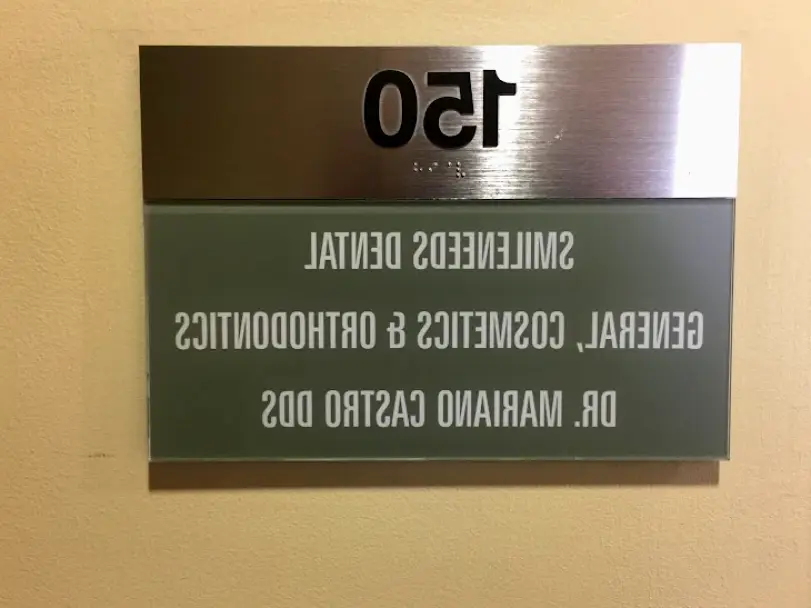 150
SMILENEEDS DENTAL
GENERAL, COSMETICS & ORTHODONTICS
DR. MARIANO CASTRO DDS